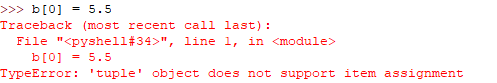 >>> b[0] = 5.5
Traceback (most recent call last):
  File "<pyshell#34>", line 1, in <module>
    b[0] = 5.5
TypeError: 'tuple' object does not support item assignment